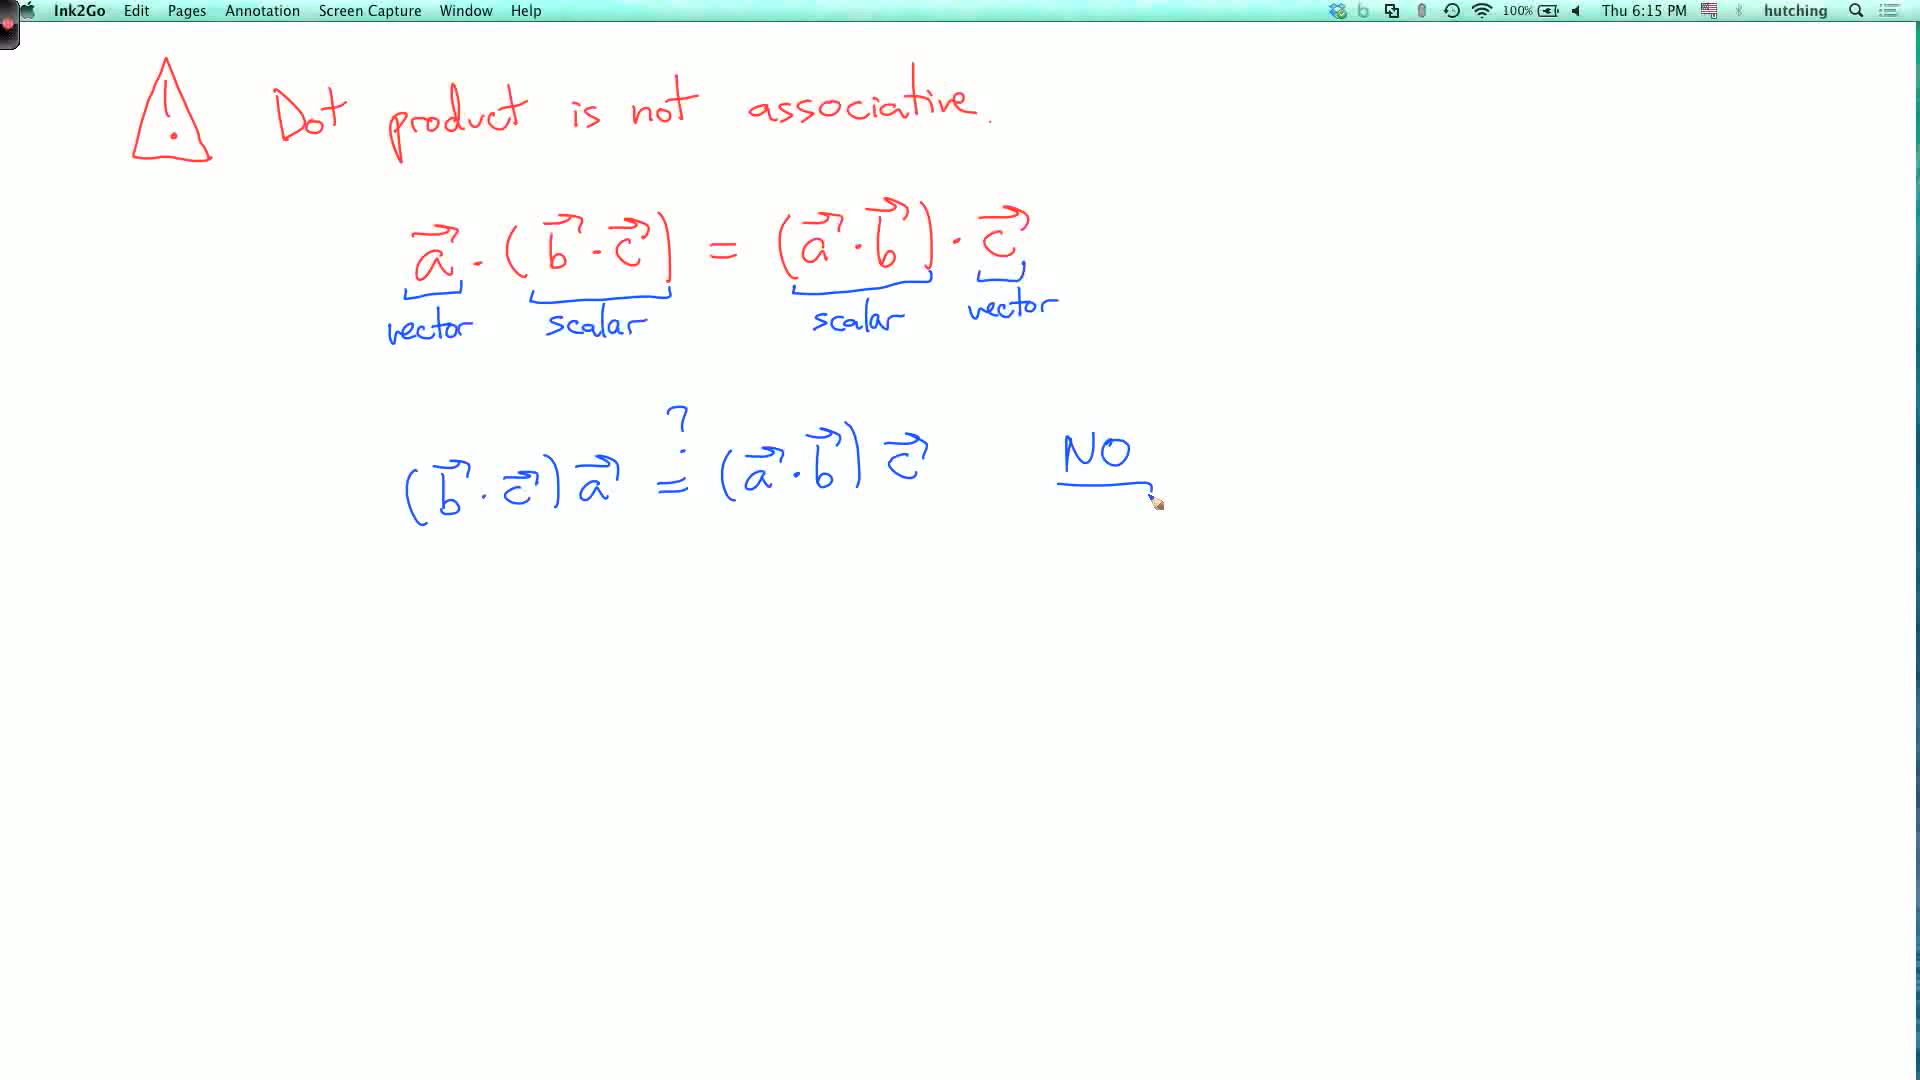 Ink2Go Edit Pages Annotation Screen Capture Window Help 100% Thu 6:15 PM hutching
! Dot product is not associative.
a⃗ · (b⃗ · c⃗) = (a⃗ · b⃗) · c⃗
vector scalar scalar vector
(b⃗ · c⃗) a⃗ ≟ (a⃗ · b⃗) c⃗ NO